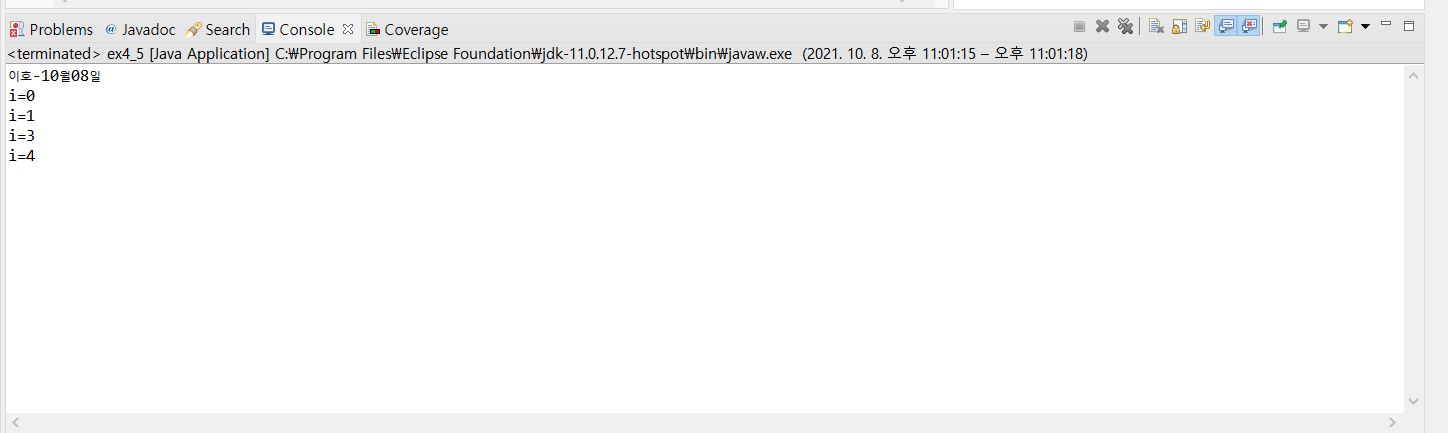 Problems @ Javadoc Search Console Coverage
<terminated> ex4_5 [Java Application] C:₩Program Files₩Eclipse Foundation₩jdk-11.0.12.7-hotspot₩bin₩javaw.exe (2021. 10. 8. 오후 11:01:15 – 오후 11:01:18)
이호-10월08일
i=0
i=1
i=3
i=4